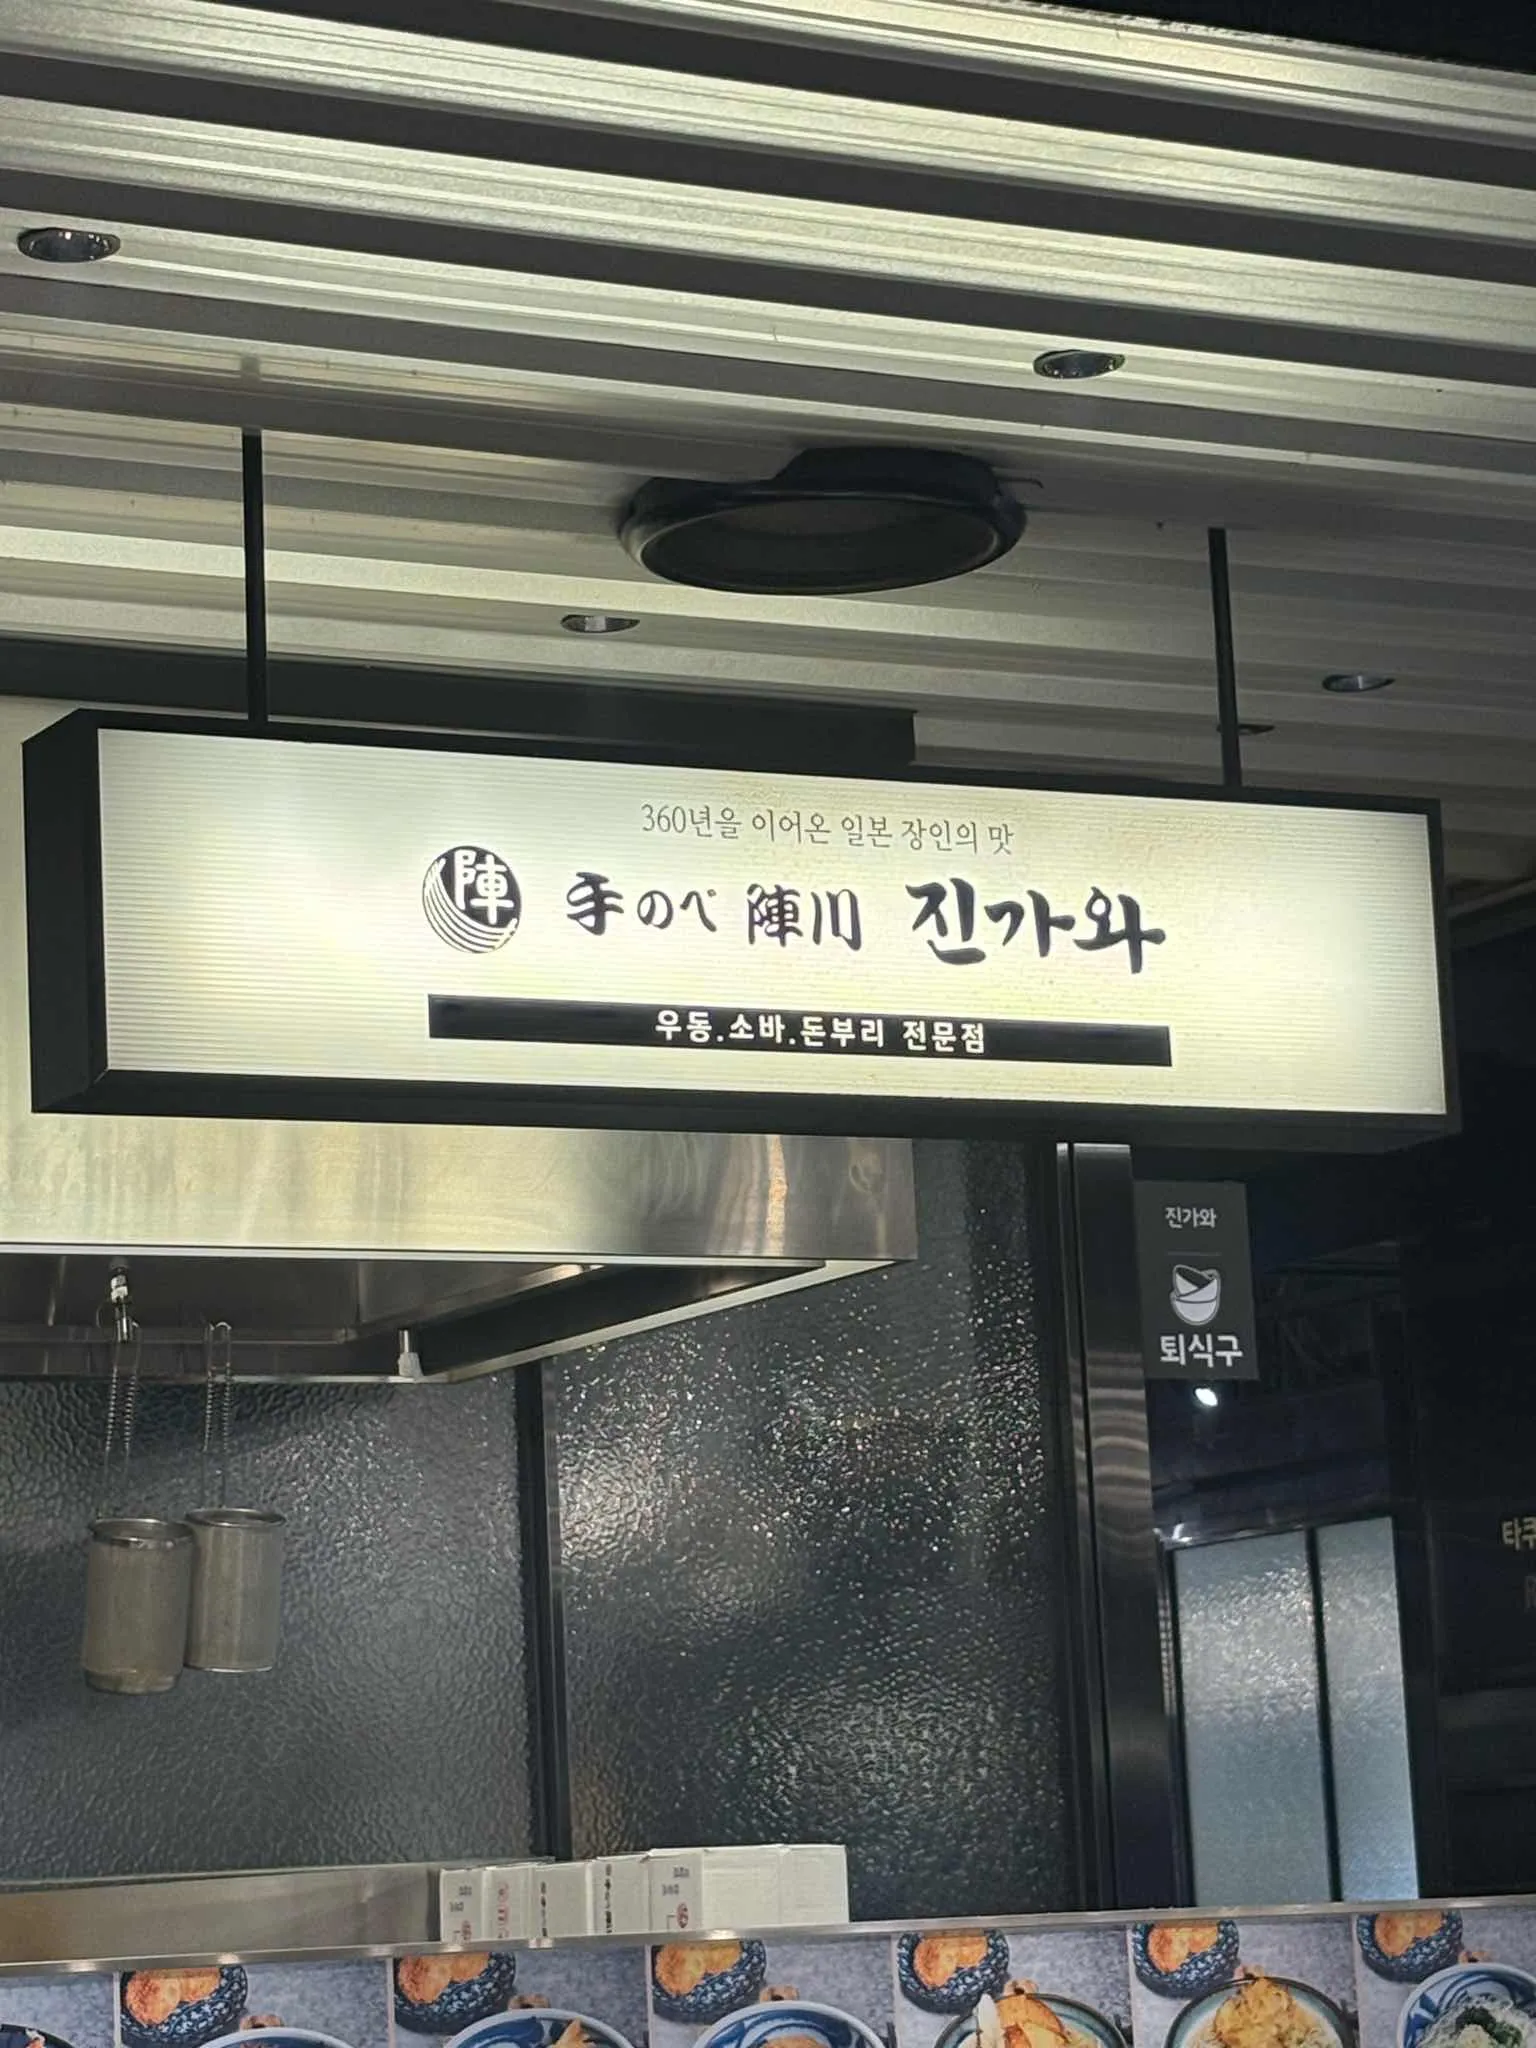 360년을 이어온 일본 장인의 맛
陣 手のべ 陣川 진가와
우동.소바.돈부리 전문점
진가와
퇴식구